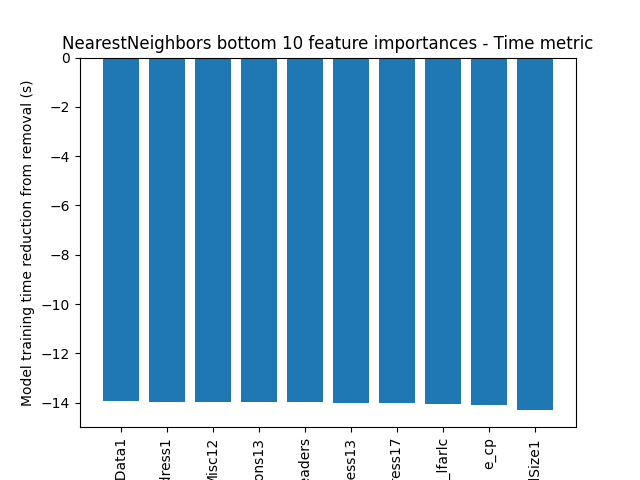 NearestNeighbors bottom 10 feature importances - Time metric
Model training time reduction from removal (s)
0
−2
−4
−6
−8
−10
−12
−14
Data1
dress1
Misc12
ons13
eaders
ess13
ress17
_lfarlc
e_cp
lSize1